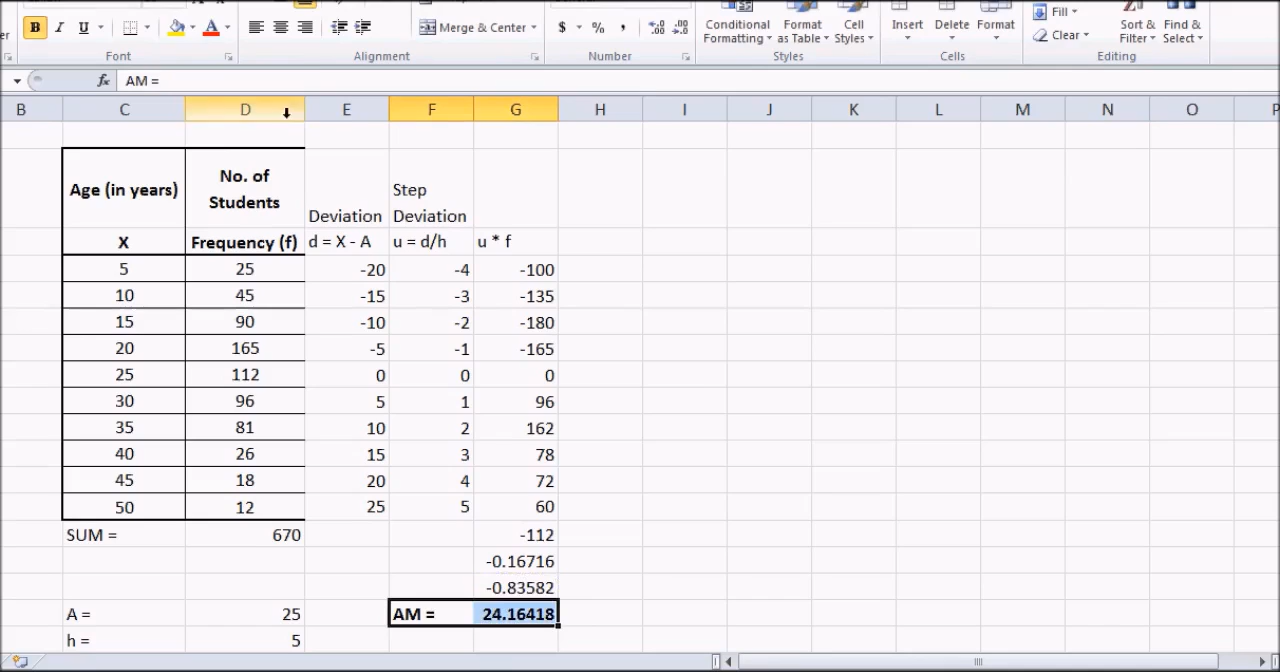 B I U A Merge & Center $ % , Conditional Formatting Format as Table Cell Styles Insert Delete Format Fill Clear Sort & Filter Find & Select
Font Alignment Number Styles Cells Editing
fx AM =
B C D E F G H I J K L M N O P
Age (in years) No. of Students Deviation Step Deviation
X Frequency (f) d = X - A u = d/h u * f
5 25 -20 -4 -100
10 45 -15 -3 -135
15 90 -10 -2 -180
20 165 -5 -1 -165
25 112 0 0 0
30 96 5 1 96
35 81 10 2 162
40 26 15 3 78
45 18 20 4 72
50 12 25 5 60
SUM = 670 -112
-0.16716
-0.83582
A = 25 AM = 24.16418
h = 5